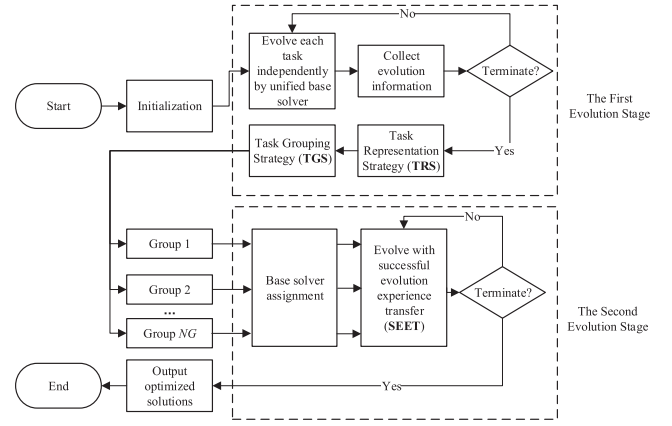 No
Evolve each
task
independently
by unified base
solver
Collect
evolution
information
Terminate?
Start
Initialization
The First
Evolution Stage
Task Grouping
Strategy (TGS)
Task
Representation
Strategy (TRS)
Yes
No
Group 1
Group 2
...
Group NG
Base solver
assignment
Evolve with
successful
evolution
experience
transfer
(SEET)
Terminate?
The Second
Evolution Stage
End
Output
optimized
solutions
Yes